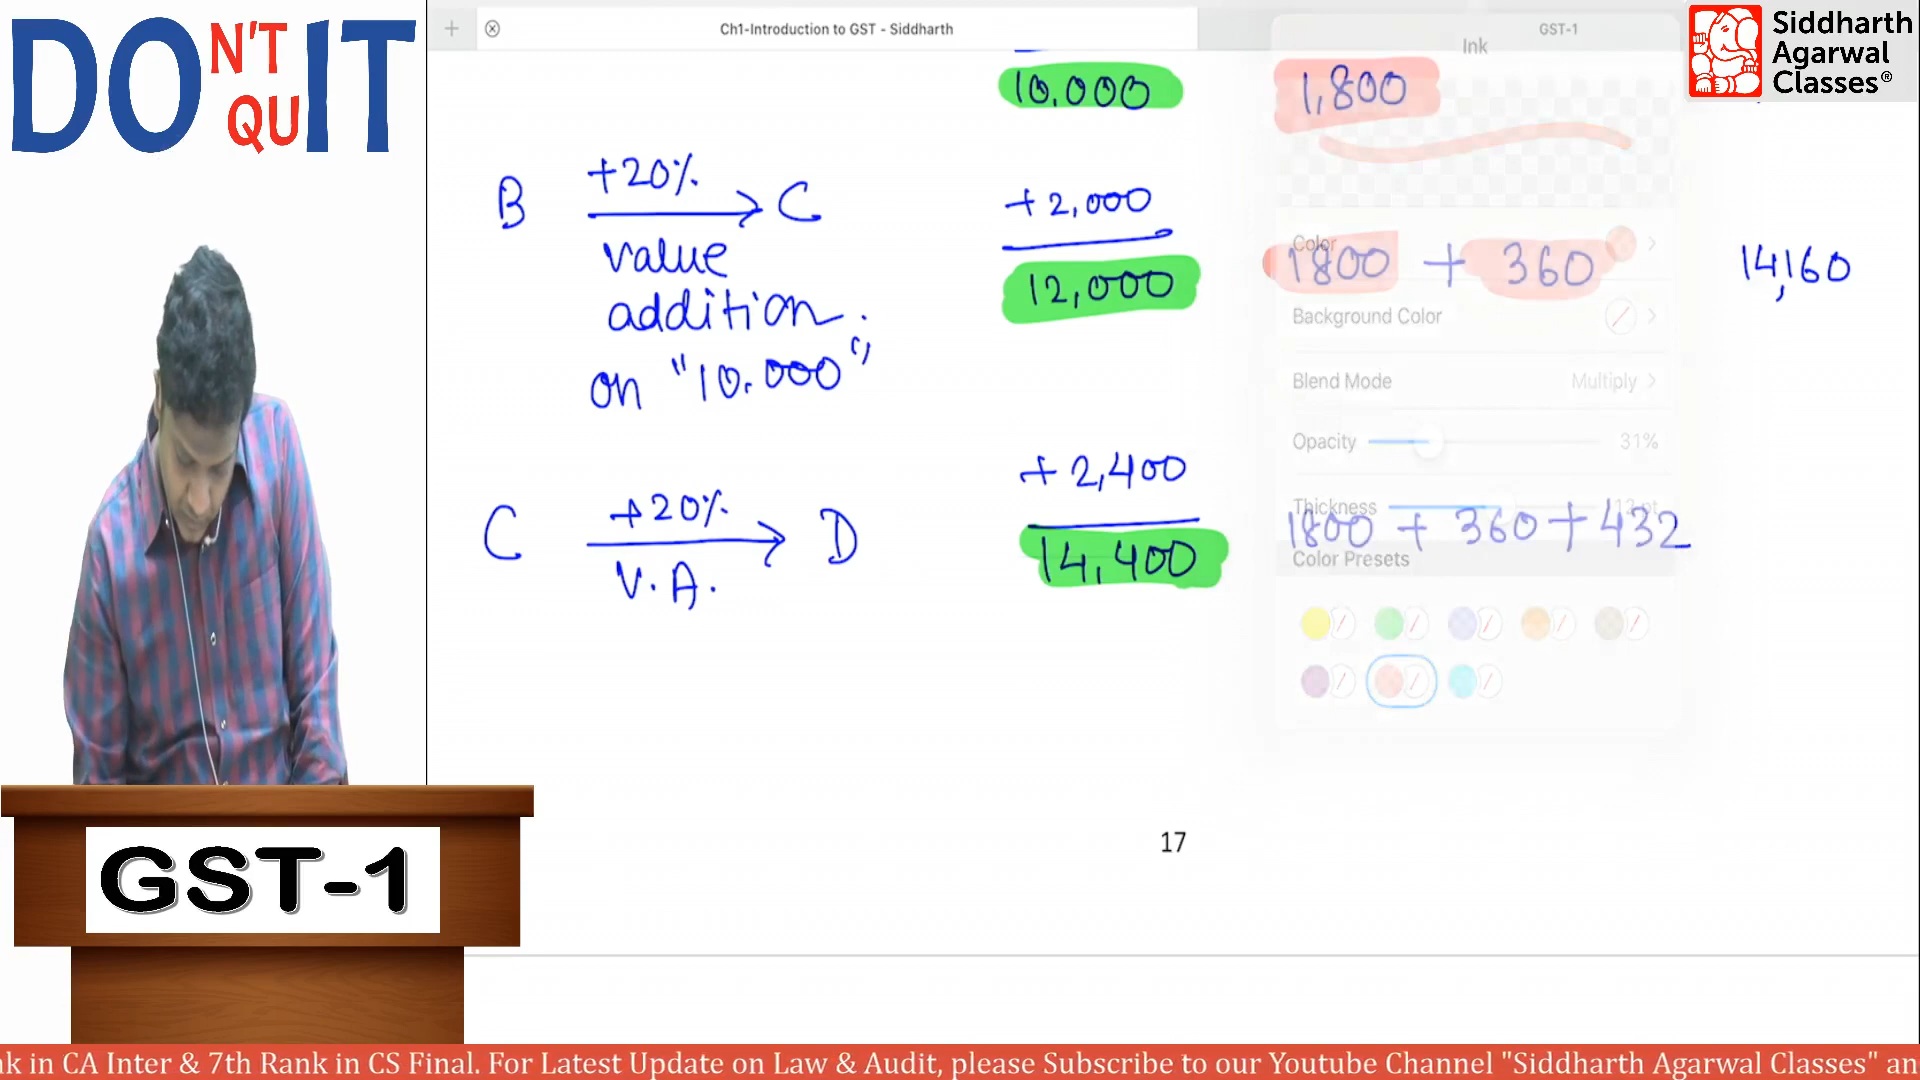 DON'T QUIT
Ch1-Introduction to GST - Siddharth
GST-1
Siddharth
Agarwal
Classes®
Ink
10,000
1,800
B +20% C
value
addition.
on "10.000"
+2,000
12,000
Color
1800 + 360
14,160
Background Color
Blend Mode Multiply
Opacity 31%
C +20% D
V.A.
+ 2,400
14,400
Thickness
1800 + 360 + 432
Color Presets
17
GST-1
nk in CA Inter & 7th Rank in CS Final. For Latest Update on Law & Audit, please Subscribe to our Youtube Channel "Siddharth Agarwal Classes" an